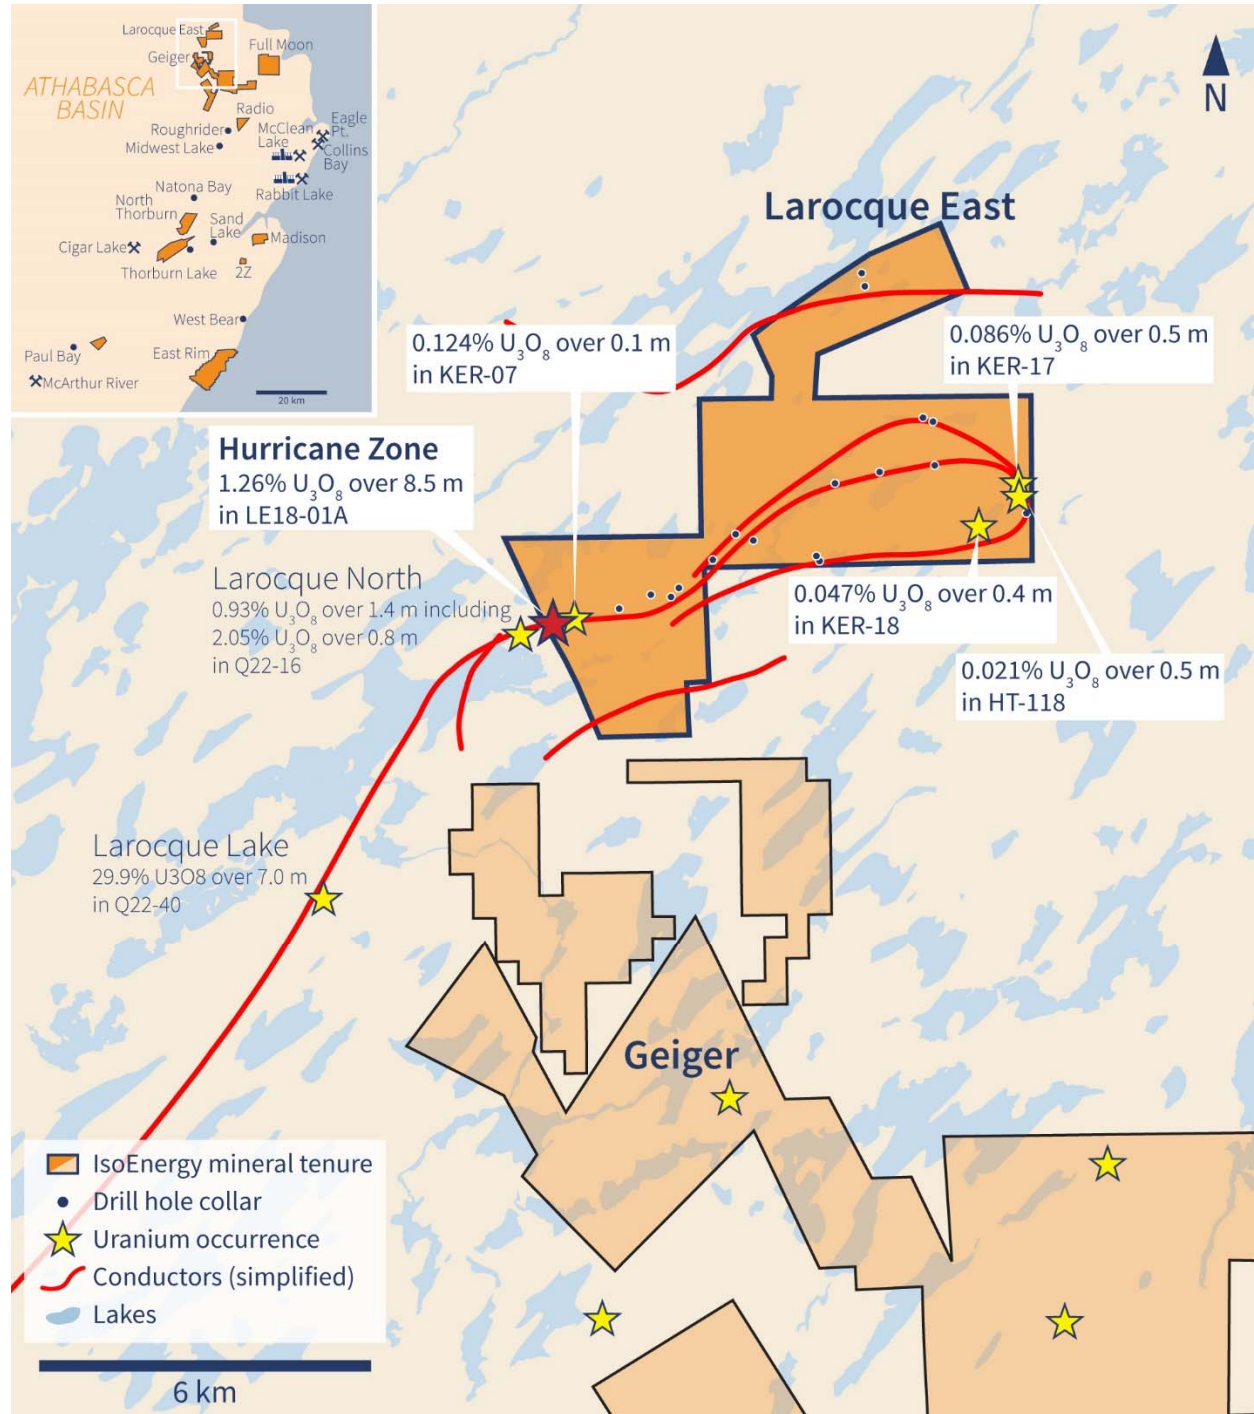 Larocque East
Geiger
Full Moon
ATHABASCA
BASIN
Radio
Roughrider
McClean
Lake
Eagle
Pt.
Midwest Lake
Collins
Bay
Natona Bay
Rabbit Lake
North
Thorburn
Sand
Lake
Cigar Lake
Madison
Thorburn Lake
2Z
West Bear
Paul Bay
East Rim
McArthur River
20 km
N
Larocque East
0.124% U₃O₈ over 0.1 m
in KER-07
0.086% U₃O₈ over 0.5 m
in KER-17
Hurricane Zone
1.26% U₃O₈ over 8.5 m
in LE18-01A
Larocque North
0.93% U₃O₈ over 1.4 m including
2.05% U₃O₈ over 0.8 m
in Q22-16
0.047% U₃O₈ over 0.4 m
in KER-18
0.021% U₃O₈ over 0.5 m
in HT-118
Larocque Lake
29.9% U3O8 over 7.0 m
in Q22-40
Geiger
IsoEnergy mineral tenure
Drill hole collar
Uranium occurrence
Conductors (simplified)
Lakes
6 km